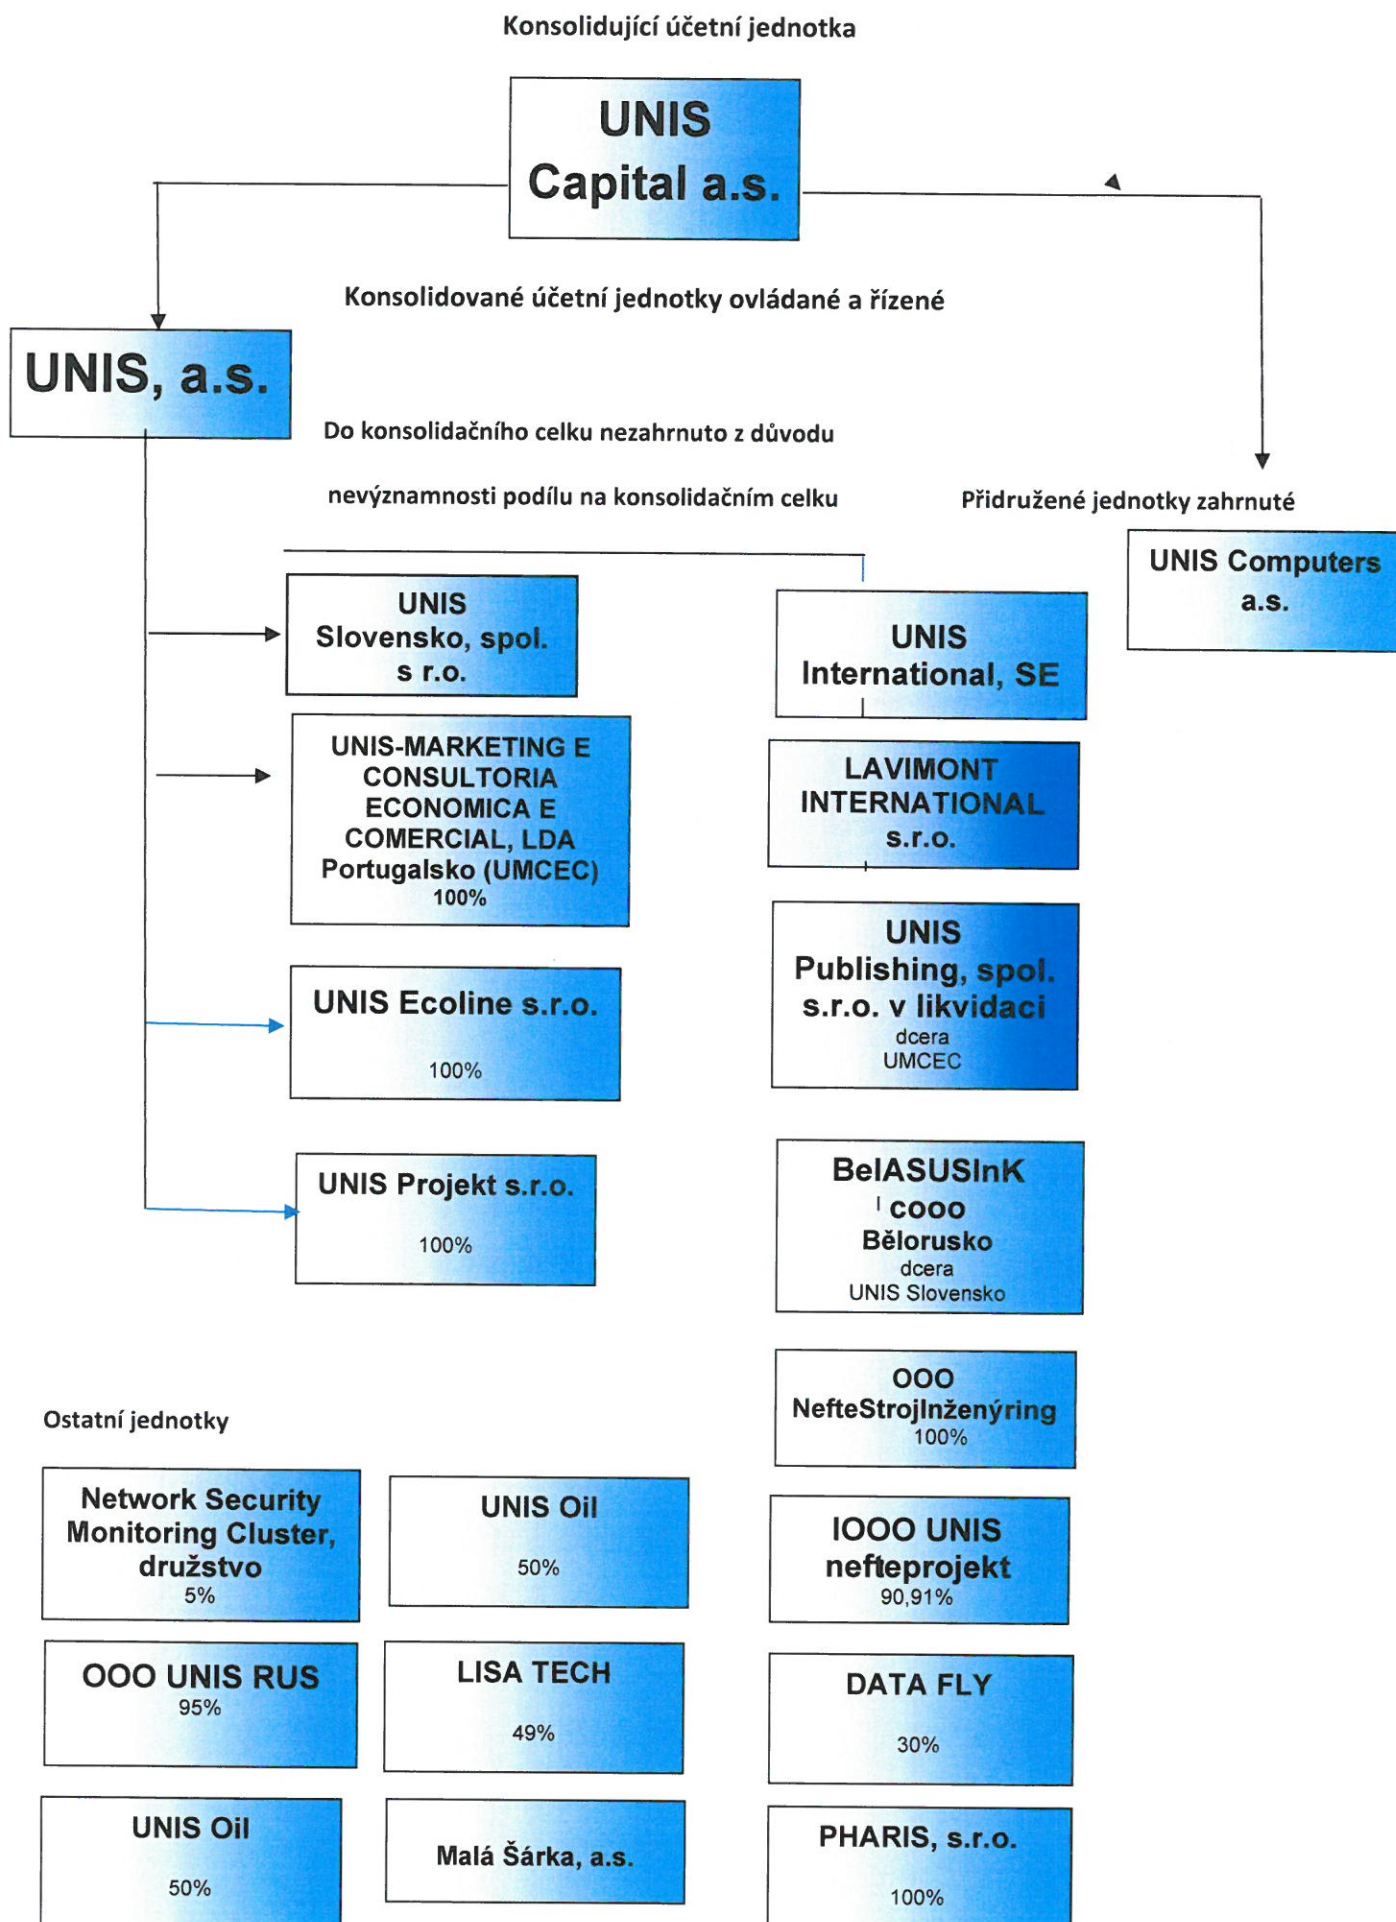 Konsolidující účetní jednotka
UNIS
Capital a.s.
Konsolidované účetní jednotky ovládané a řízené
UNIS, a.s.
Do konsolidačního celku nezahrnuto z důvodu
nevýznamnosti podílu na konsolidačním celku
Přidružené jednotky zahrnuté
UNIS Computers
a.s.
UNIS
Slovensko, spol.
s r.o.
UNIS
International, SE
UNIS-MARKETING E
CONSULTORIA
ECONOMICA E
COMERCIAL, LDA
Portugalsko (UMCEC)
100%
LAVIMONT
INTERNATIONAL
s.r.o.
UNIS
Publishing, spol.
s.r.o. v likvidaci
dcera
UMCEC
UNIS Ecoline s.r.o.
100%
UNIS Projekt s.r.o.
100%
BelASUSInK
cooo
Bělorusko
dcera
UNIS Slovensko
OOO
NefteStrojInženýring
100%
Ostatní jednotky
Network Security
Monitoring Cluster,
družstvo
5%
UNIS Oil
50%
IOOO UNIS
nefteprojekt
90,91%
OOO UNIS RUS
95%
LISA TECH
49%
DATA FLY
30%
UNIS Oil
50%
Malá Šárka, a.s.
PHARIS, s.r.o.
100%